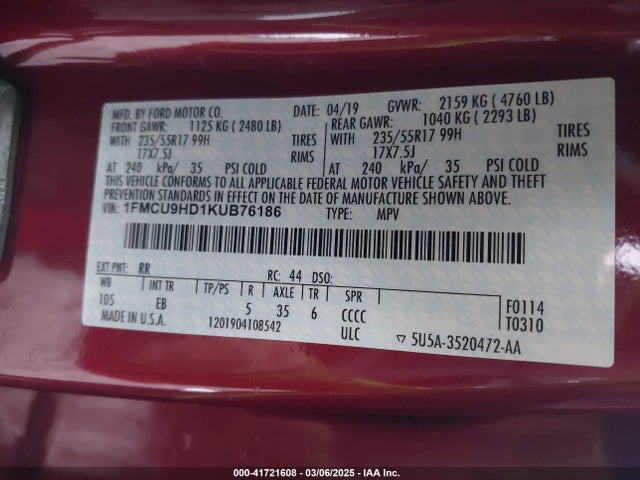 MFD. BY FORD MOTOR CO. DATE: 04/19 GVWR: 2159 KG ( 4760 LB)
FRONT GAWR: 1125 KG ( 2480 LB) REAR GAWR: 1040 KG ( 2293 LB)
WITH 235/55R17 99H TIRES WITH 235/55R17 99H TIRES
17X7.5J RIMS 17X7.5J RIMS
AT 240 kPa/ 35 PSI COLD AT 240 kPa/ 35 PSI COLD
THIS VEHICLE CONFORMS TO ALL APPLICABLE FEDERAL MOTOR VEHICLE SAFETY AND THEFT
PREVENTION STANDARDS IN EFFECT ON THE DATE OF MANUFACTURE SHOWN ABOVE.
VIN: 1FMCU9HD1KUB76186 TYPE: MPV
EXT PNT: RR RC: 44 DSO:
WB INT TR TP/PS R AXLE TR SPR
105 EB 5 35 6 CCCC F0114
T0310
MADE IN U.S.A. 1201904108542 ULC ▽ 5U5A-3520472-AA
000-41721608 - 03/06/2025 - IAA Inc.